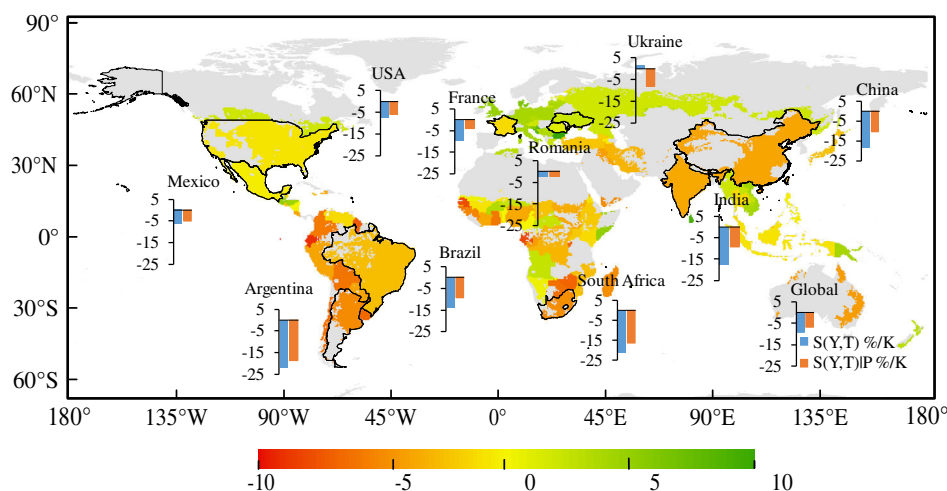 90°
60°N
30°N
0°
30°S
60°S
180°
135°W
90°W
45°W
0°
45°E
90°E
135°E
180°
USA
5
-5
-15
-25
France
5
-5
-15
-25
Ukraine
5
-5
-15
-25
China
5
-5
-15
-25
Romania
5
-5
-15
-25
Mexico
5
-5
-15
-25
India
5
-5
-15
-25
Brazil
5
-5
-15
-25
Argentina
5
-5
-15
-25
South Africa
5
-5
-15
-25
Global
5
-5
-15
-25
S(Y,T) %/K
S(Y,T)|P %/K
-10
-5
0
5
10